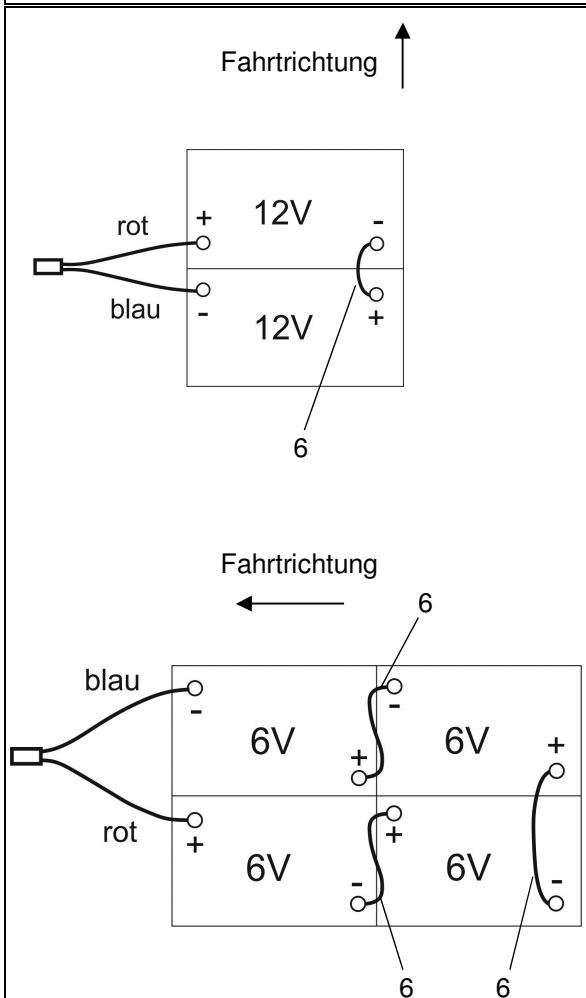 Fahrtrichtung
rot
+
12V
-
blau
-
12V
+
6
Fahrtrichtung
6
blau
-
6V
-
6V
+
+
rot
+
6V
-
+
6V
-
6
6